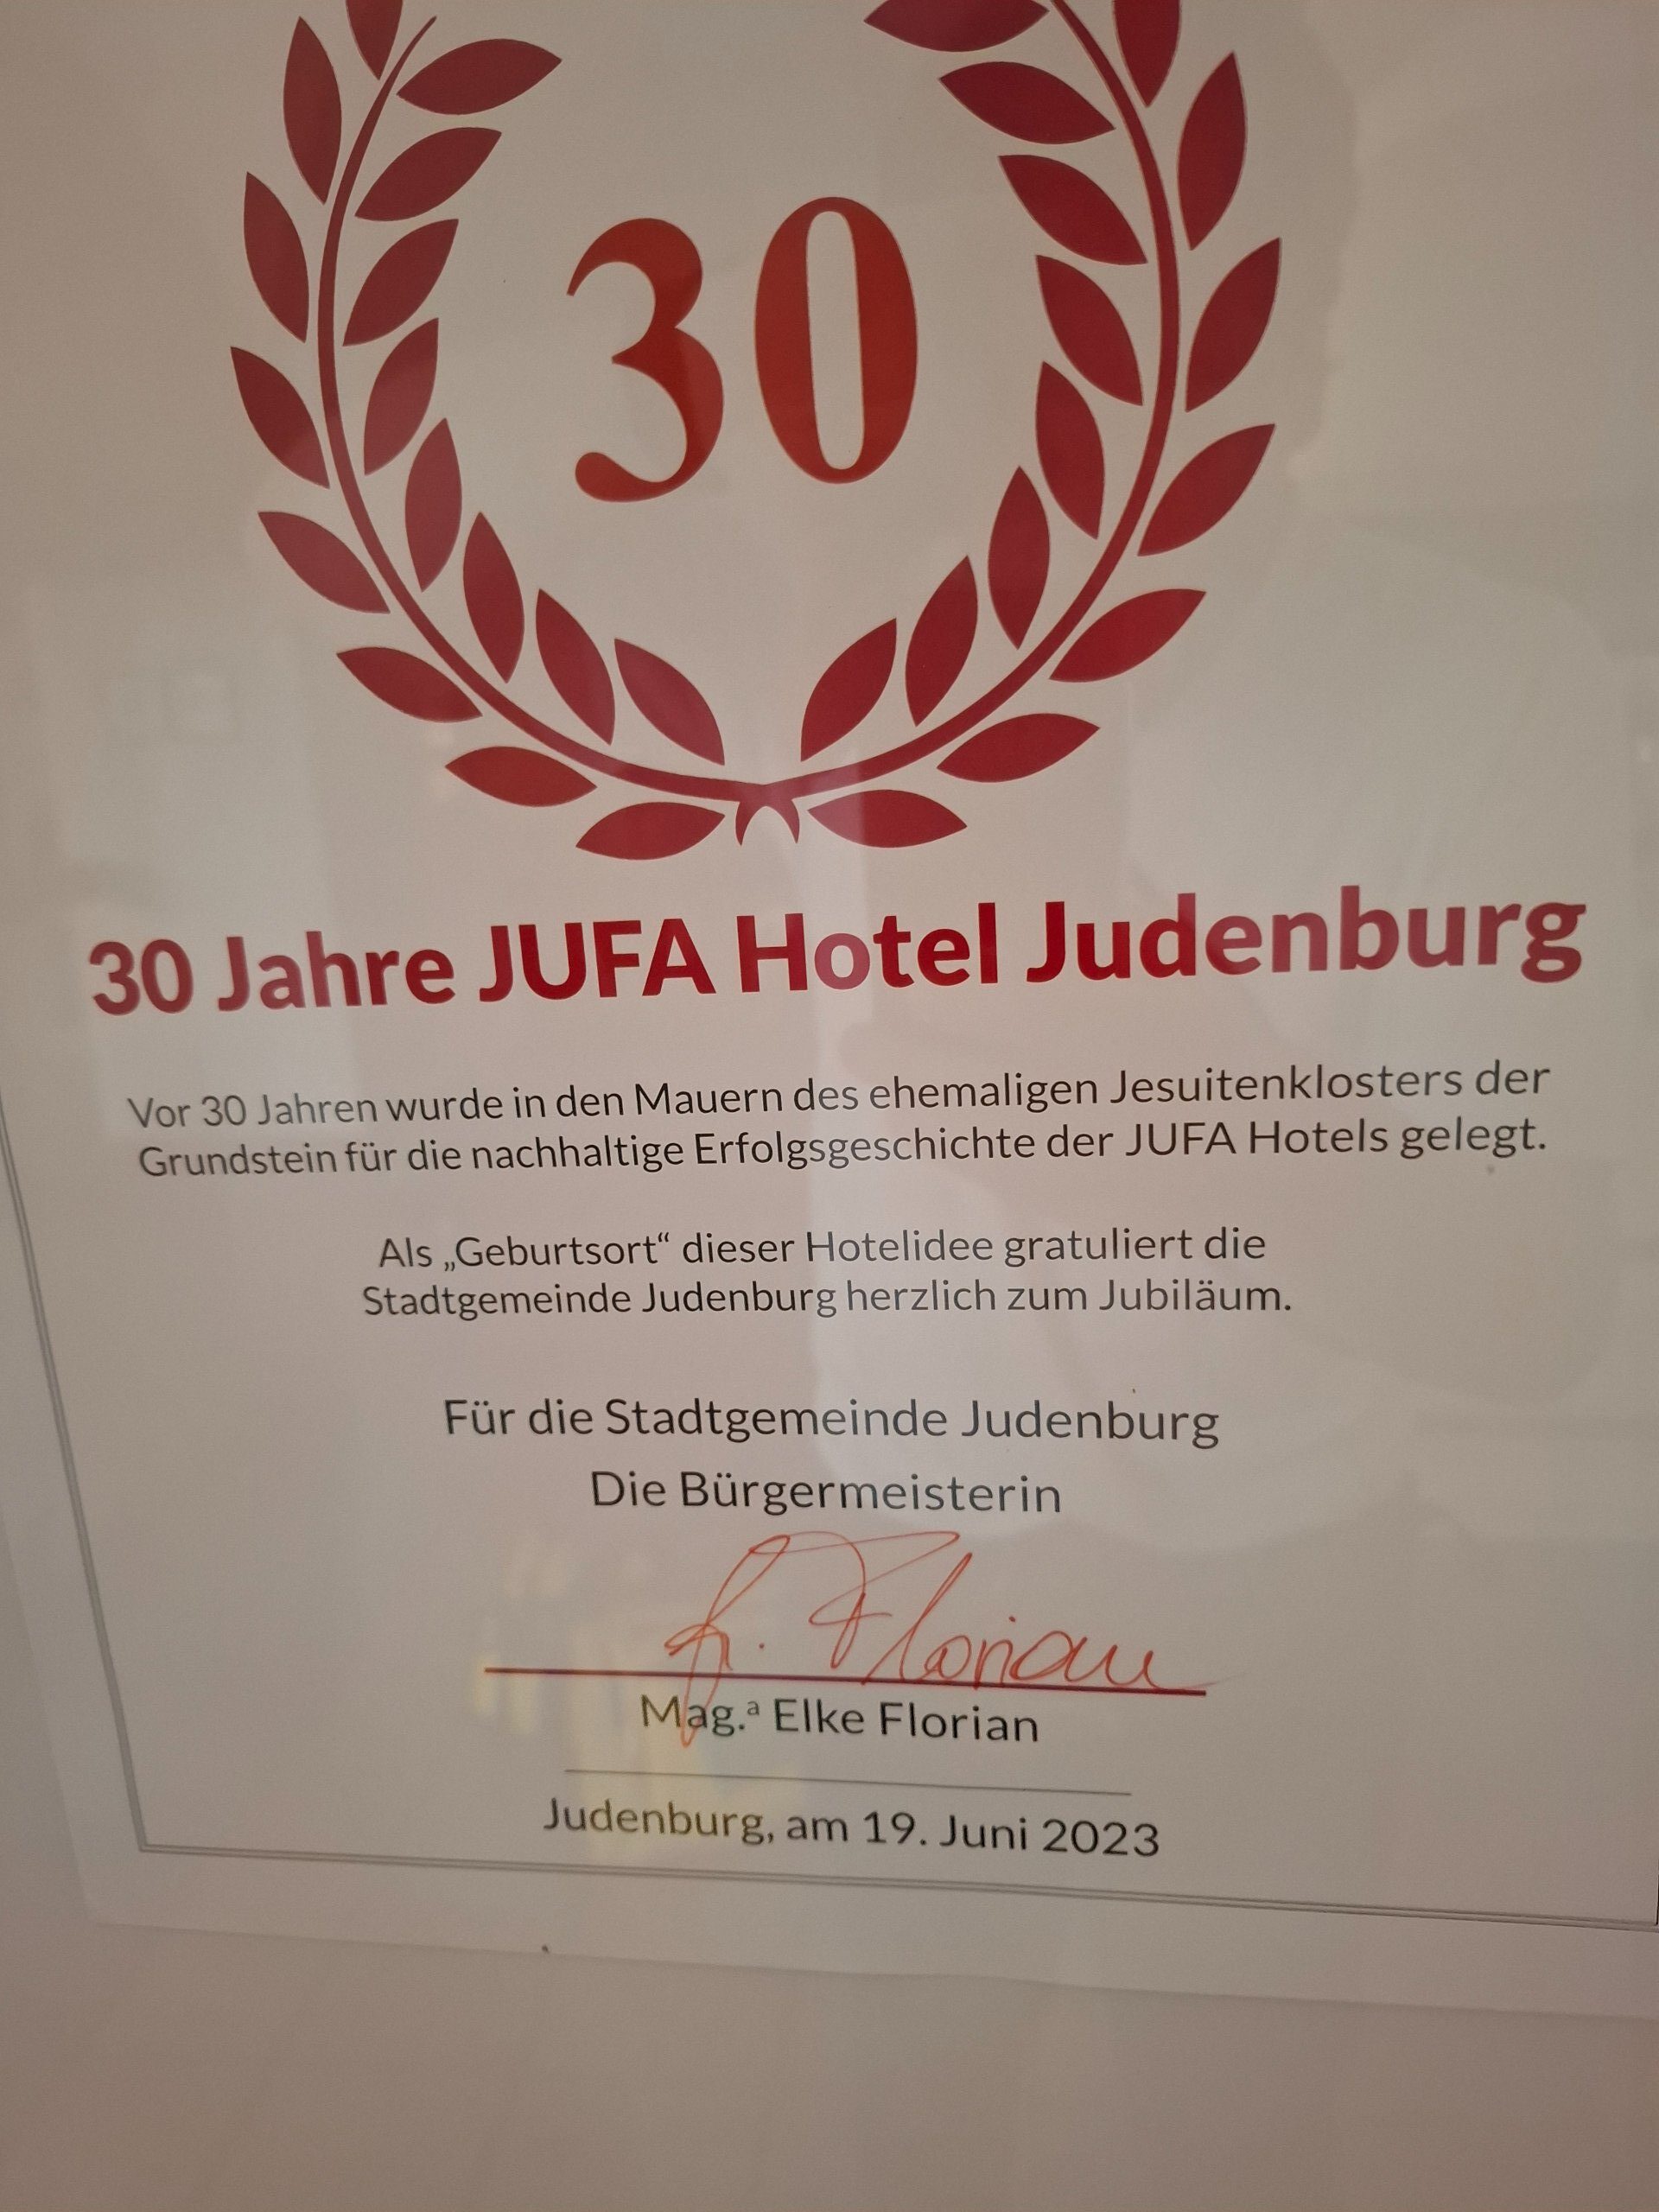 30
30 Jahre JUFA Hotel Judenburg
Vor 30 Jahren wurde in den Mauern des ehemaligen Jesuitenklosters der
Grundstein für die nachhaltige Erfolgsgeschichte der JUFA Hotels gelegt.
Als „Geburtsort“ dieser Hotelidee gratuliert die
Stadtgemeinde Judenburg herzlich zum Jubiläum.
Für die Stadtgemeinde Judenburg
Die Bürgermeisterin
Florian
Mag.ª Elke Florian
Judenburg, am 19. Juni 2023